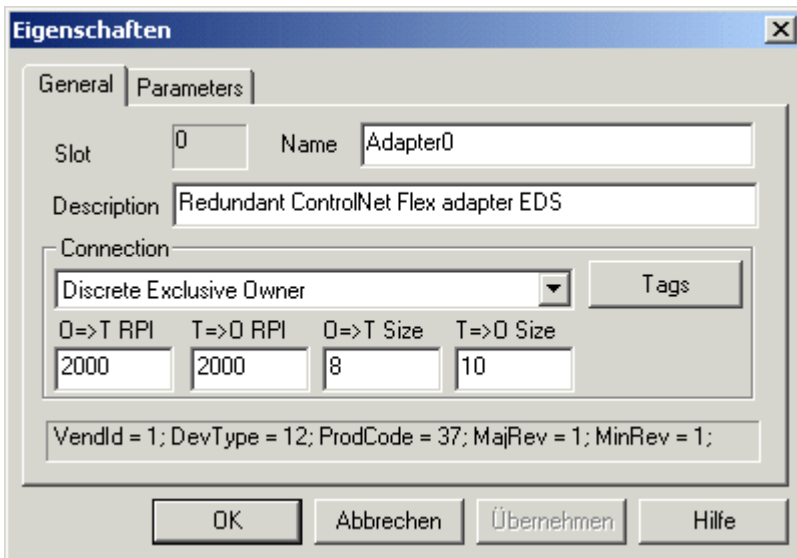 Eigenschaften
General Parameters
Slot 0 Name Adapter0
Description Redundant ControlNet Flex adapter EDS
Connection
Discrete Exclusive Owner Tags
O=>T RPI T=>O RPI O=>T Size T=>O Size
2000 2000 8 10
VendId = 1; DevType = 12; ProdCode = 37; MajRev = 1; MinRev = 1;
OK Abbrechen Übernehmen Hilfe